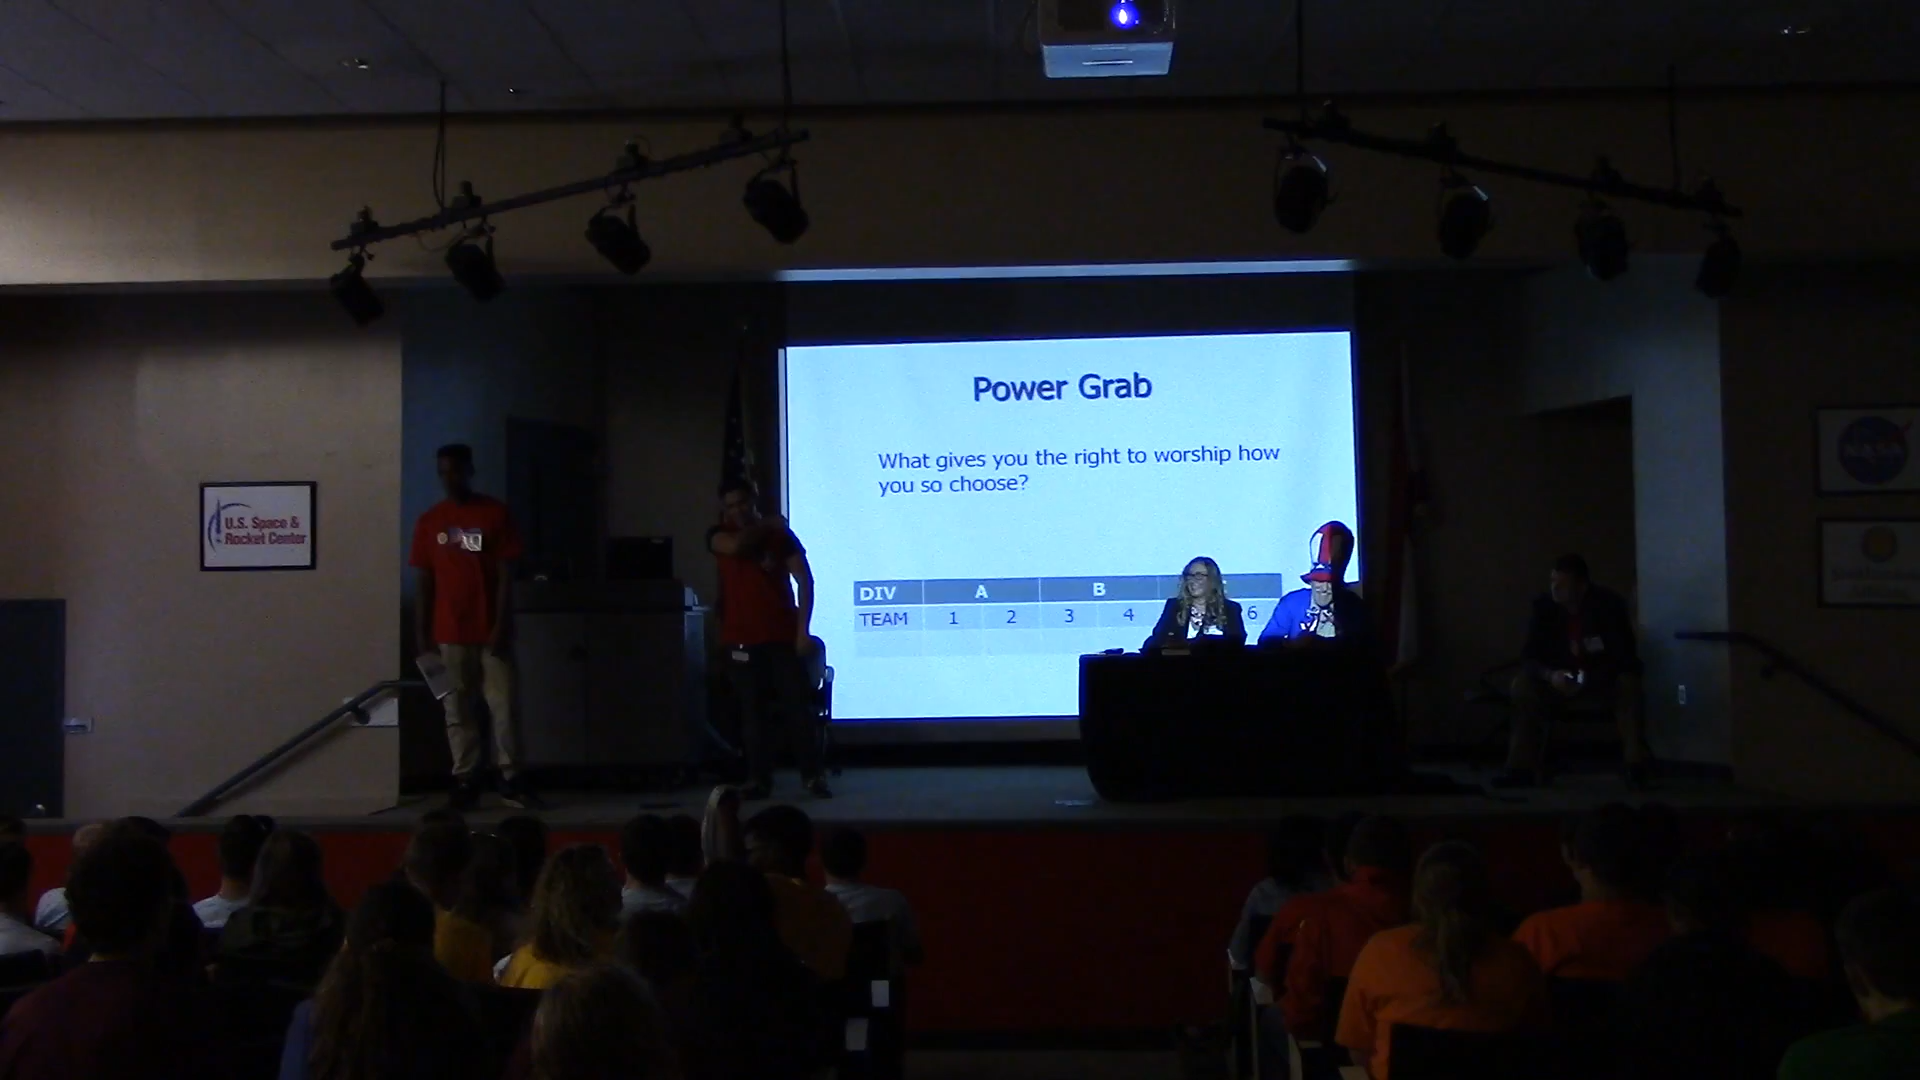 Power Grab
What gives you the right to worship how
you so choose?
DIV A B
TEAM 1 2 3 4 6
U.S. Space &
Rocket Center
NASA